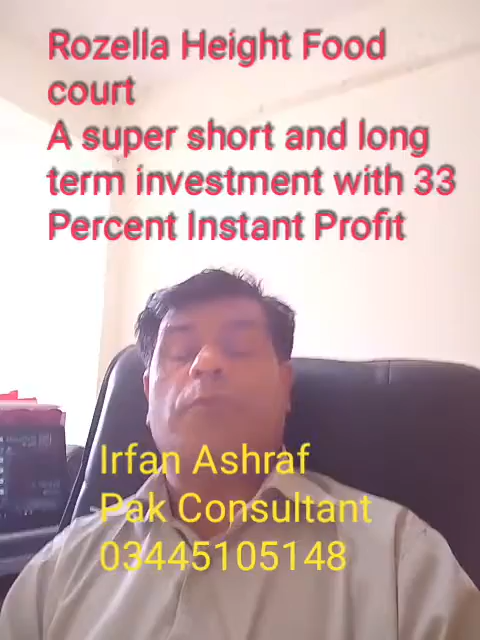 Rozella Height Food
court
A super short and long
term investment with 33
Percent Instant Profit
Irfan Ashraf
Pak Consultant
03445105148